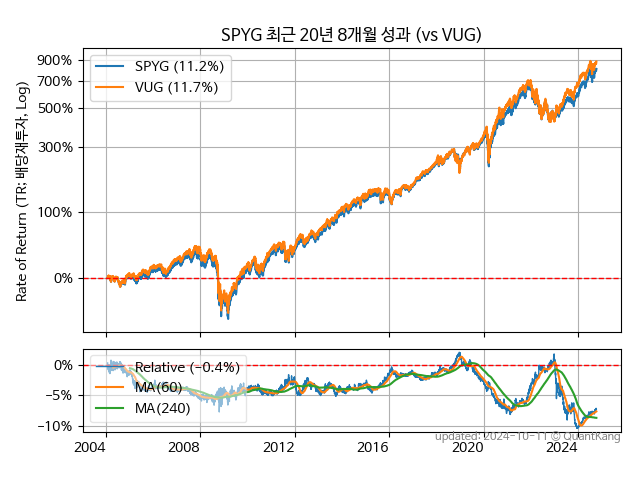 SPYG 최근 20년 8개월 성과 (vs VUG)
900%
700%
500%
300%
100%
0%
Rate of Return (TR: 배당재투자, Log)
SPYG (11.2%)
VUG (11.7%)
0%
−5%
−10%
Relative (−0.4%)
MA(60)
MA(240)
2004
2008
2012
2016
2020
2024
updated: 2024-10-11 © QuantKang